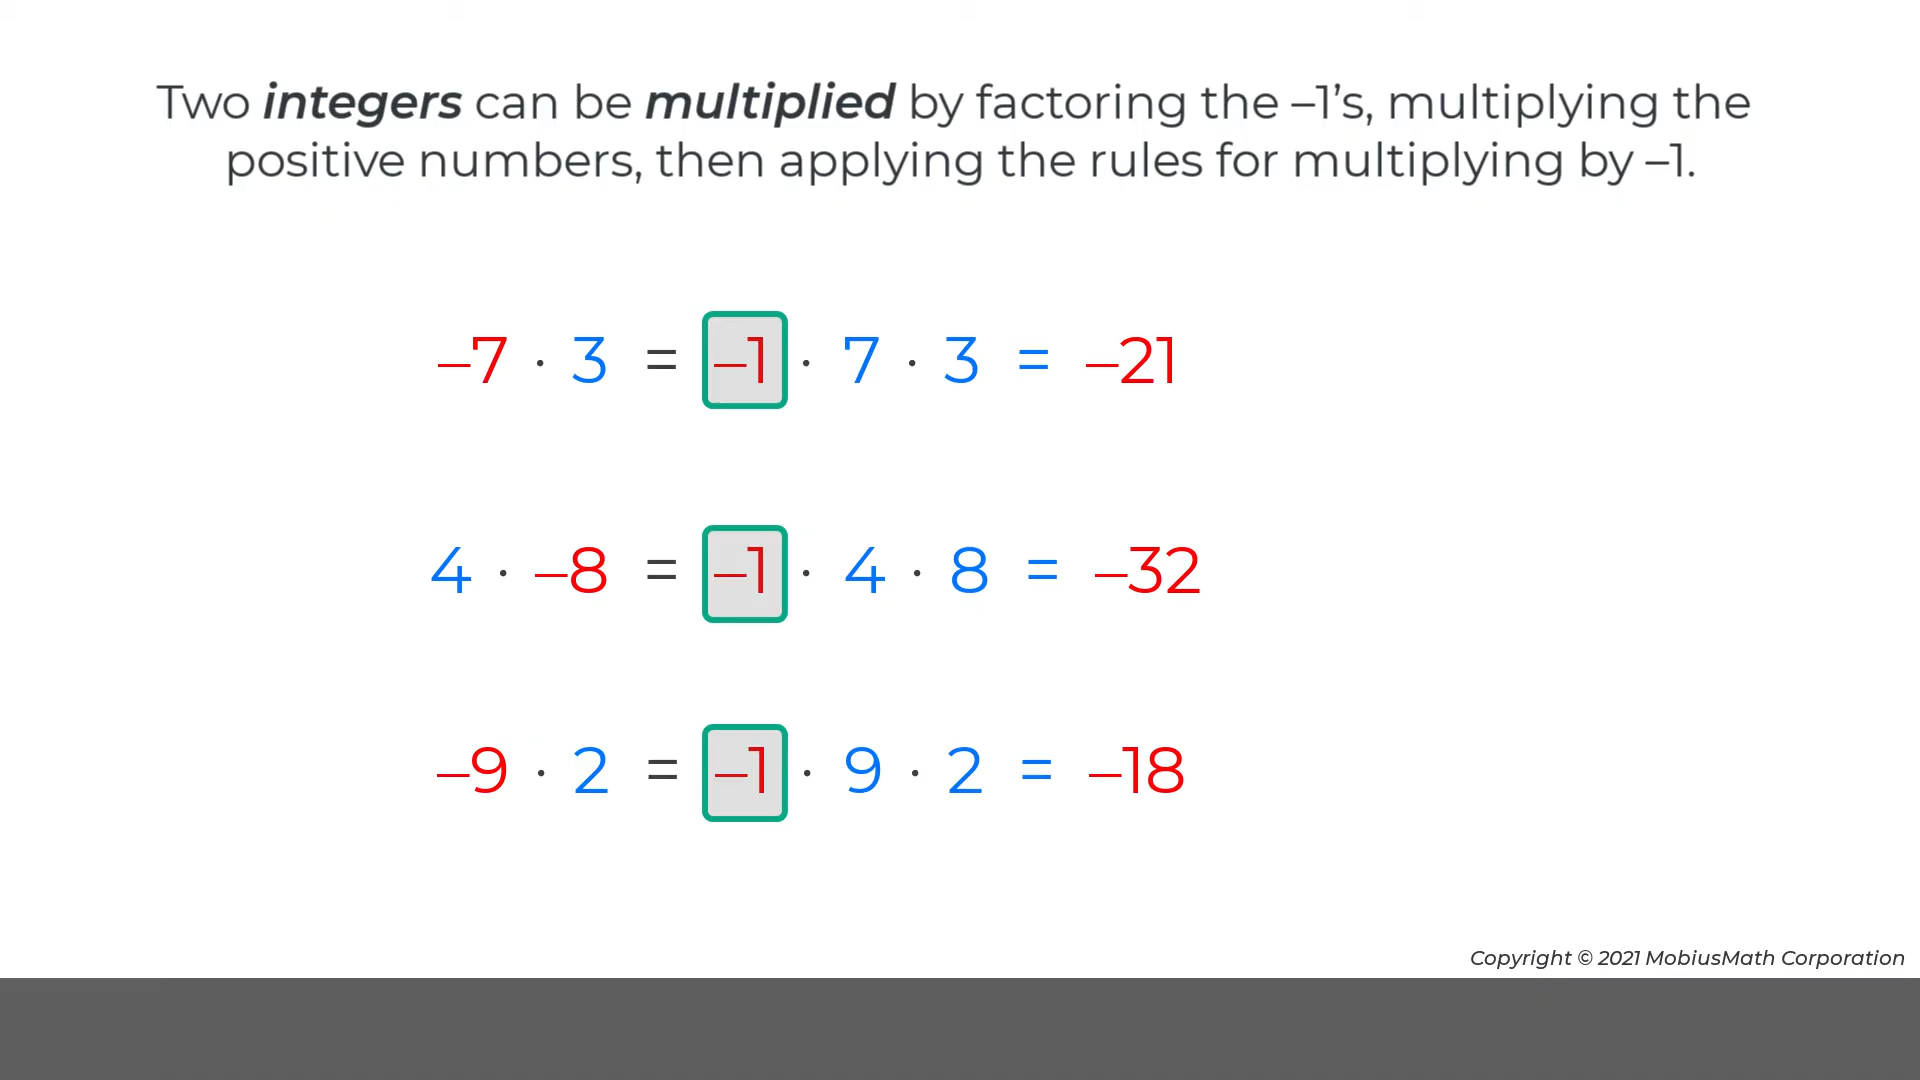 Two integers can be multiplied by factoring the –1’s, multiplying the
positive numbers, then applying the rules for multiplying by –1.
–7 · 3 = –1 · 7 · 3 = –21
4 · –8 = –1 · 4 · 8 = –32
–9 · 2 = –1 · 9 · 2 = –18
Copyright © 2021 MobiusMath Corporation